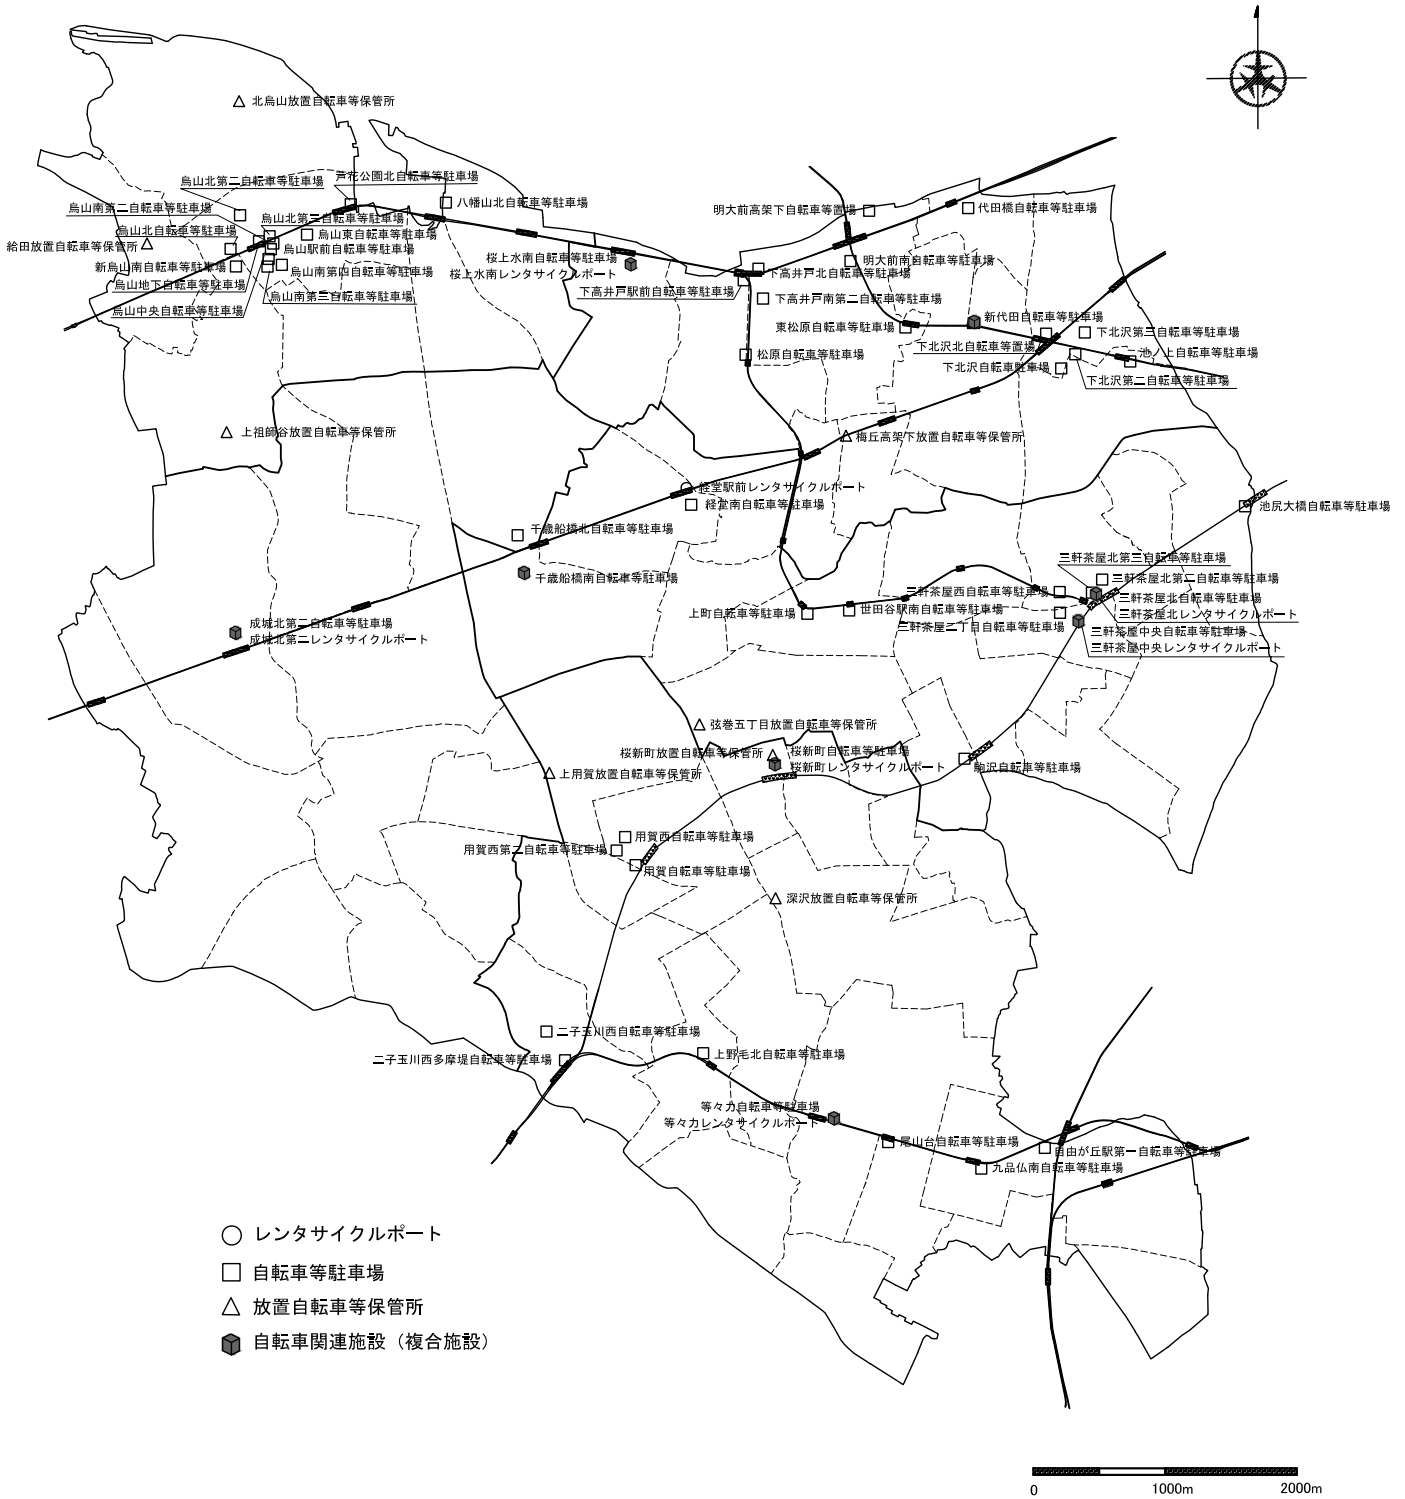 北烏山放置自転車等保管所
烏山北第二自転車等駐車場
芦花公園北自転車等駐車場
烏山南第二自転車等駐車場
烏山北第三自転車等駐車場
八幡山北自転車等駐車場
明大前高架下自転車等置場
代田橋自転車等駐車場
烏山北自転車等駐車場
烏山東自転車等駐車場
給田放置自転車等保管所
烏山駅前自転車等駐車場
桜上水南自転車等駐車場
桜上水南レンタサイクルポート
明大前南自転車等駐車場
新烏山南自転車等駐車場
烏山南第四自転車等駐車場
下高井戸北自転車等駐車場
烏山地下自転車等駐車場
烏山南第三自転車等駐車場
下高井戸駅前自転車等駐車場
下高井戸南第二自転車等駐車場
烏山中央自転車等駐車場
新代田自転車等駐車場
東松原自転車等駐車場
下北沢第三自転車等駐車場
下北沢北自転車等置場
松原自転車等駐車場
池ノ上自転車等駐車場
下北沢自転車駐車場
下北沢第二自転車等駐車場
上祖師谷放置自転車等保管所
梅丘高架下放置自転車等保管所
経堂駅前レンタサイクルポート
経堂南自転車等駐車場
池尻大橋自転車等駐車場
千歳船橋北自転車等駐車場
三軒茶屋北第三自転車等駐車場
千歳船橋南自転車等駐車場
三軒茶屋北第二自転車等駐車場
三軒茶屋西自転車等駐車場
三軒茶屋北自転車等駐車場
三軒茶屋北レンタサイクルポート
上町自転車等駐車場
世田谷駅南自転車等駐車場
三軒茶屋二丁目自転車等駐車場
成城北第二自転車等駐車場
成城北第二レンタサイクルポート
三軒茶屋中央自転車等駐車場
三軒茶屋中央レンタサイクルポート
弦巻五丁目放置自転車等保管所
桜新町放置自転車等保管所
桜新町自転車等駐車場
桜新町レンタサイクルポート
駒沢自転車等駐車場
上用賀放置自転車等保管所
用賀西自転車等駐車場
用賀西第二自転車等駐車場
用賀自転車等駐車場
深沢放置自転車等保管所
二子玉川西自転車等駐車場
二子玉川西多摩堤自転車等駐車場
上野毛北自転車等駐車場
等々力自転車等駐車場
等々力レンタサイクルポート
尾山台自転車等駐車場
自由が丘駅第一自転車等駐車場
九品仏南自転車等駐車場
レンタサイクルポート
自転車等駐車場
放置自転車等保管所
自転車関連施設（複合施設）
0 1000m 2000m